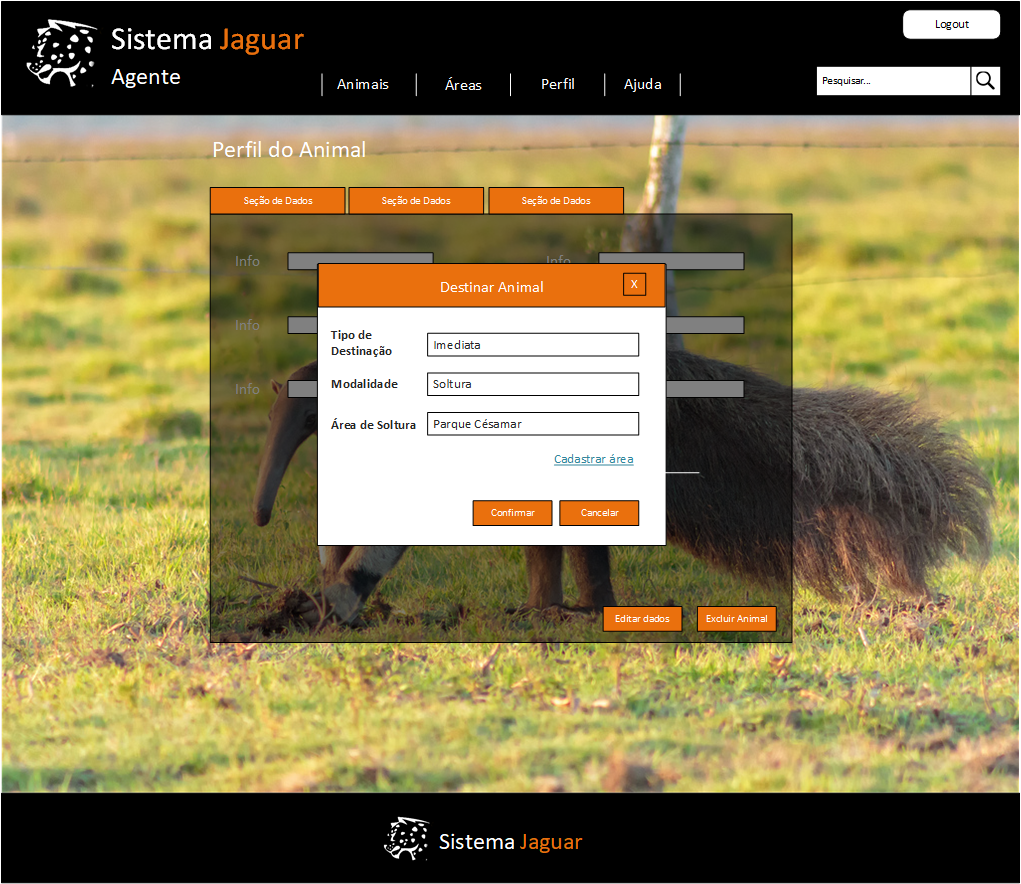 Sistema Jaguar
Agente
Logout
Animais
Áreas
Perfil
Ajuda
Pesquisar...
Perfil do Animal
Seção de Dados
Seção de Dados
Seção de Dados
Info
Info
Destinar Animal
X
Info
Tipo de
Destinação
Imediata
Info
Modalidade
Soltura
Área de Soltura
Parque Césamar
Cadastrar área
Confirmar
Cancelar
Editar dados
Excluir Animal
Sistema Jaguar